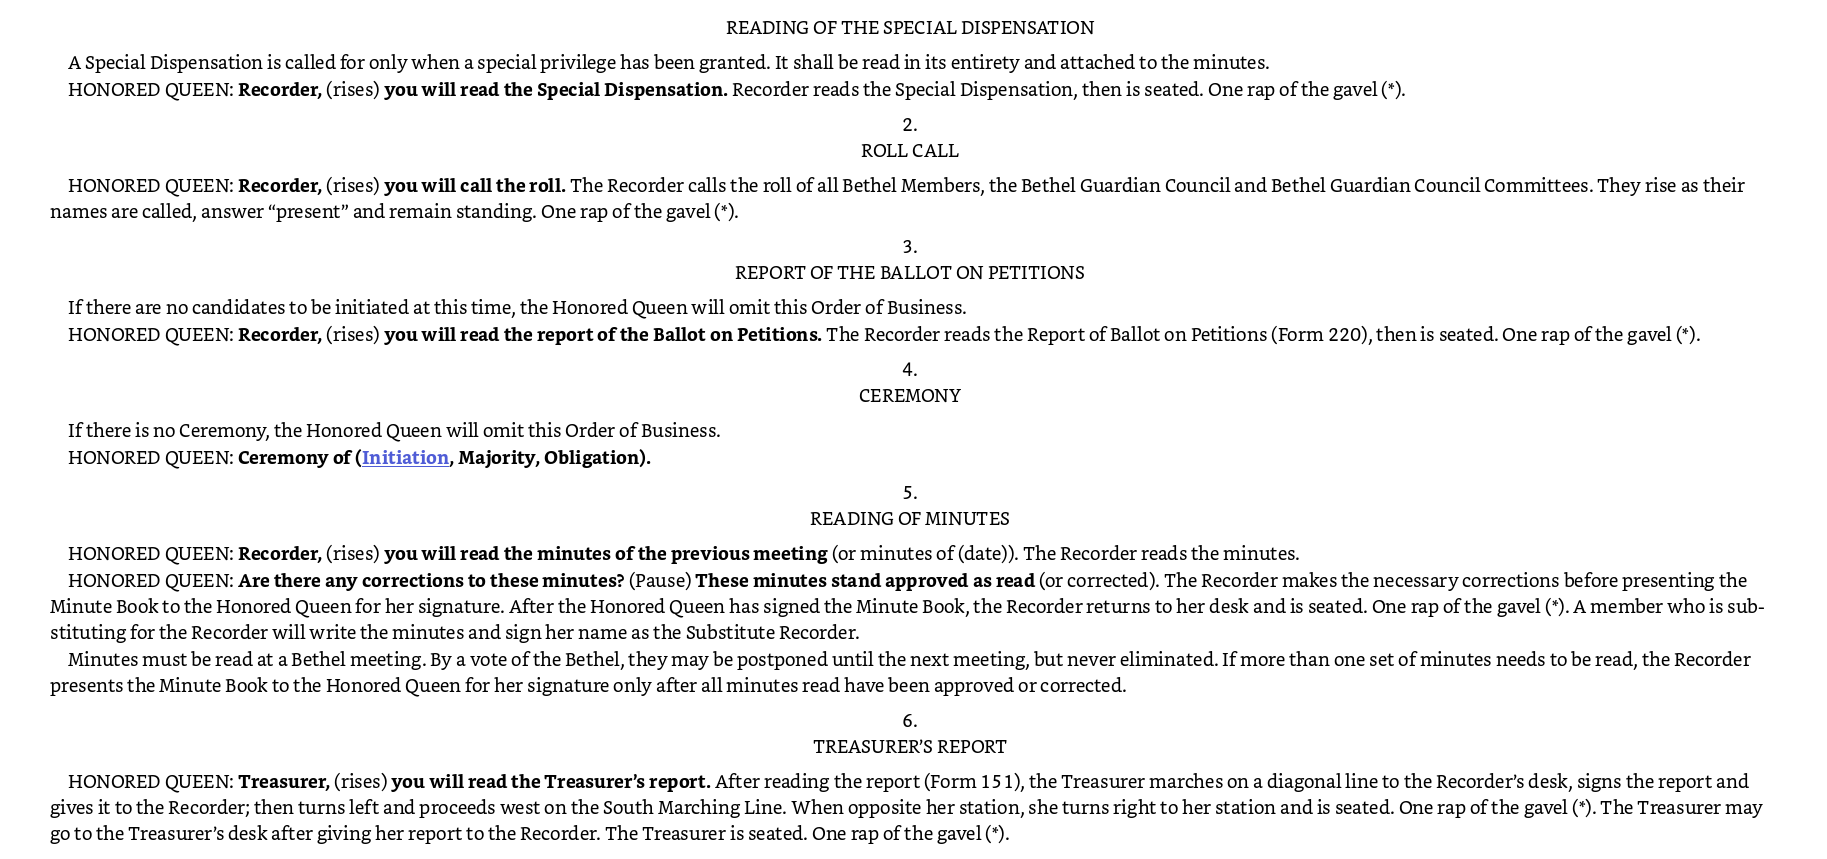 READING OF THE SPECIAL DISPENSATION
A Special Dispensation is called for only when a special privilege has been granted. It shall be read in its entirety and attached to the minutes.
HONORED QUEEN: Recorder, (rises) you will read the Special Dispensation. Recorder reads the Special Dispensation, then is seated. One rap of the gavel (*).
2.
ROLL CALL
HONORED QUEEN: Recorder, (rises) you will call the roll. The Recorder calls the roll of all Bethel Members, the Bethel Guardian Council and Bethel Guardian Council Committees. They rise as their
names are called, answer “present” and remain standing. One rap of the gavel (*).
3.
REPORT OF THE BALLOT ON PETITIONS
If there are no candidates to be initiated at this time, the Honored Queen will omit this Order of Business.
HONORED QUEEN: Recorder, (rises) you will read the report of the Ballot on Petitions. The Recorder reads the Report of Ballot on Petitions (Form 220), then is seated. One rap of the gavel (*).
4.
CEREMONY
If there is no Ceremony, the Honored Queen will omit this Order of Business.
HONORED QUEEN: Ceremony of (Initiation, Majority, Obligation).
5.
READING OF MINUTES
HONORED QUEEN: Recorder, (rises) you will read the minutes of the previous meeting (or minutes of (date)). The Recorder reads the minutes.
HONORED QUEEN: Are there any corrections to these minutes? (Pause) These minutes stand approved as read (or corrected). The Recorder makes the necessary corrections before presenting the
Minute Book to the Honored Queen for her signature. After the Honored Queen has signed the Minute Book, the Recorder returns to her desk and is seated. One rap of the gavel (*). A member who is sub-
stituting for the Recorder will write the minutes and sign her name as the Substitute Recorder.
Minutes must be read at a Bethel meeting. By a vote of the Bethel, they may be postponed until the next meeting, but never eliminated. If more than one set of minutes needs to be read, the Recorder
presents the Minute Book to the Honored Queen for her signature only after all minutes read have been approved or corrected.
6.
TREASURER’S REPORT
HONORED QUEEN: Treasurer, (rises) you will read the Treasurer’s report. After reading the report (Form 151), the Treasurer marches on a diagonal line to the Recorder’s desk, signs the report and
gives it to the Recorder; then turns left and proceeds west on the South Marching Line. When opposite her station, she turns right to her station and is seated. One rap of the gavel (*). The Treasurer may
go to the Treasurer’s desk after giving her report to the Recorder. The Treasurer is seated. One rap of the gavel (*).